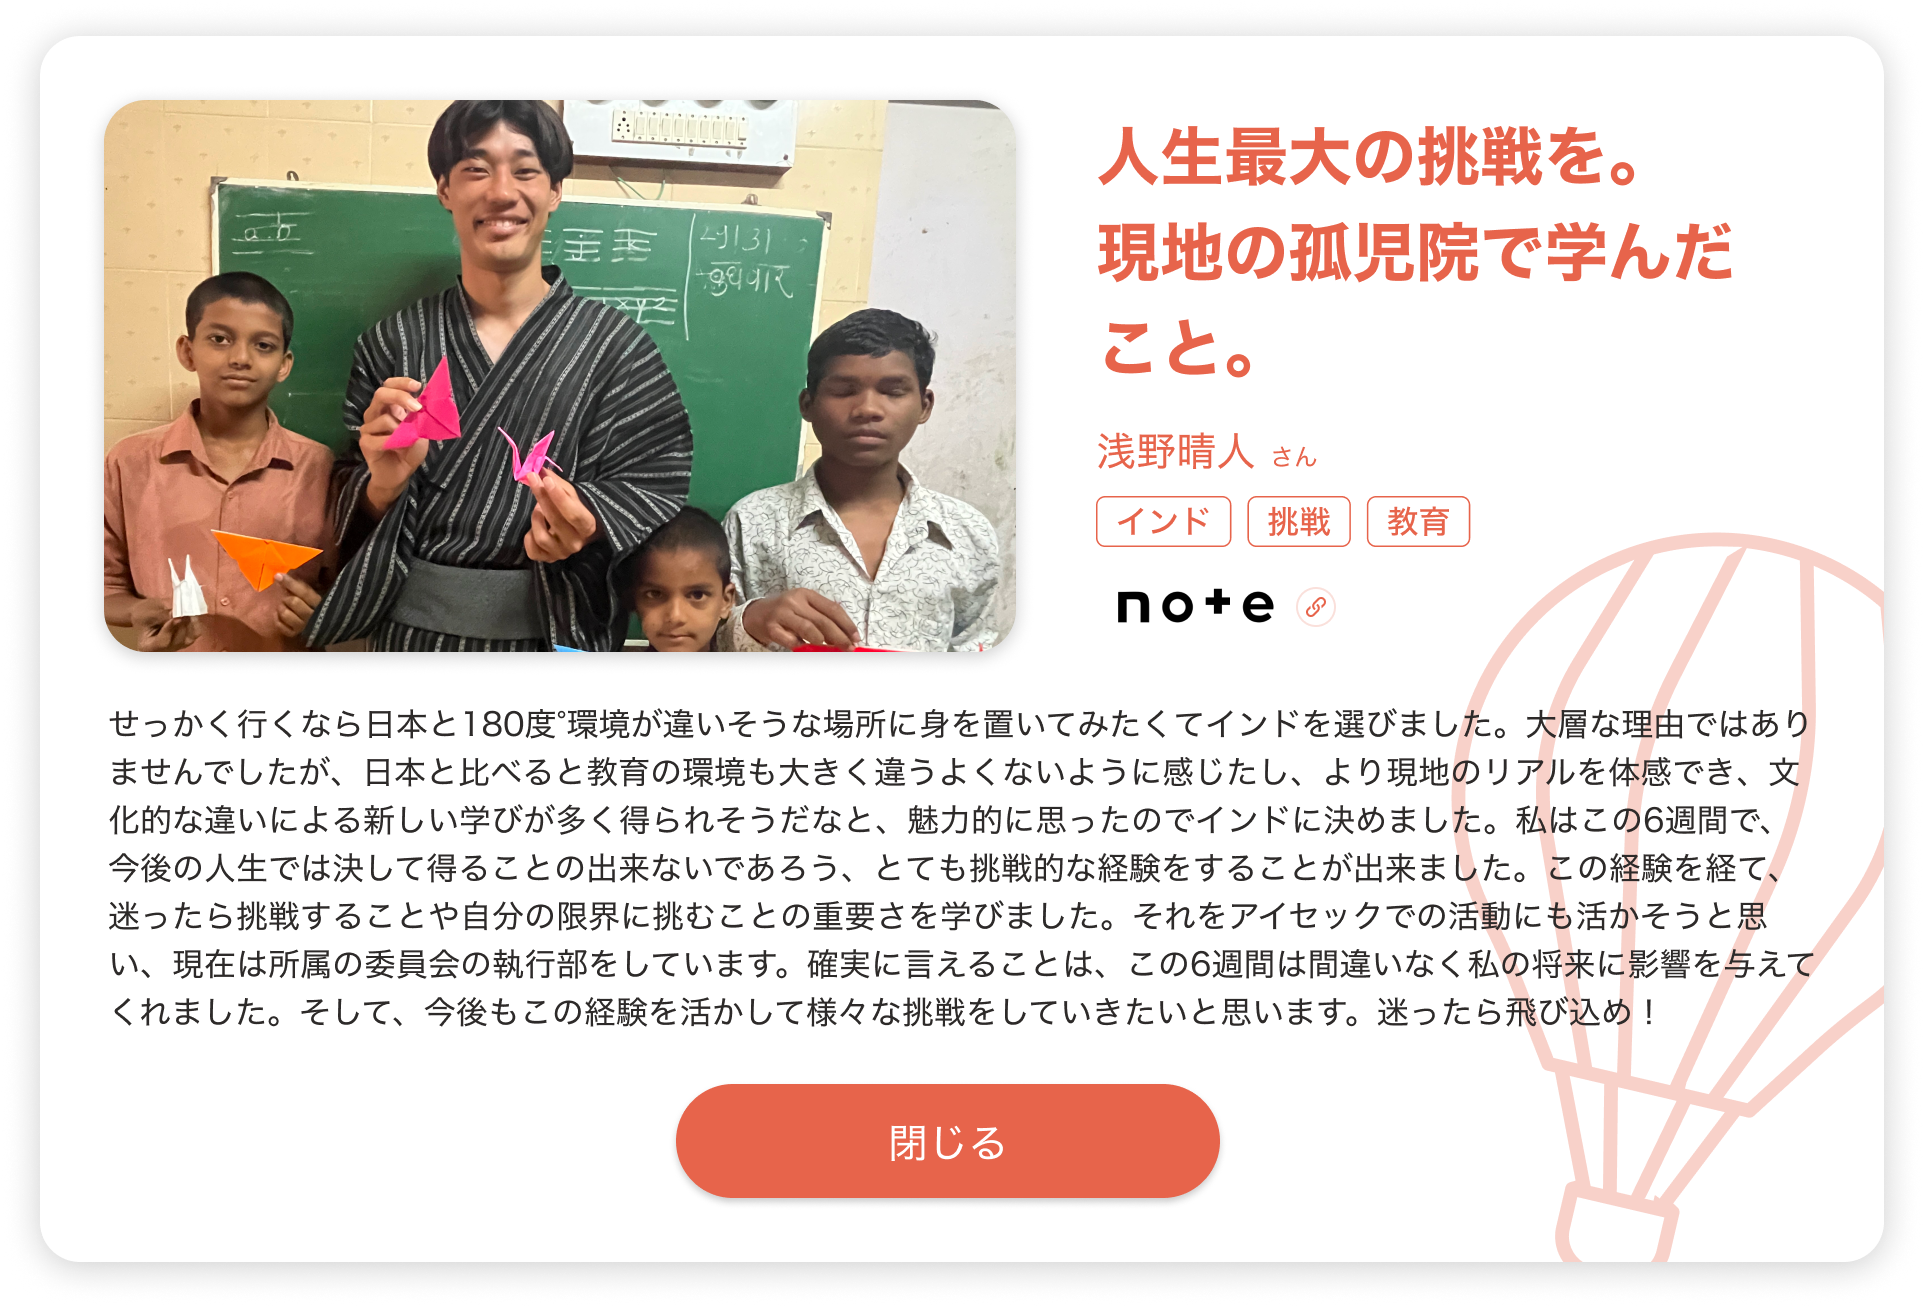 人生最大の挑戦を。
現地の孤児院で学んだ
こと。
浅野晴人 さん
インド 挑戦 教育
note
a b
x y z
बुधवार
せっかく行くなら日本と180度°環境が違いそうな場所に身を置いてみたくてインドを選びました。大層な理由ではあり
ませんでしたが、日本と比べると教育の環境も大きく違うよくないように感じたし、より現地のリアルを体感でき、文
化的な違いによる新しい学びが多く得られそうだなと、魅力的に思ったのでインドに決めました。私はこの6週間で、
今後の人生では決して得ることの出来ないであろう、とても挑戦的な経験をすることが出来ました。この経験を経て、
迷ったら挑戦することや自分の限界に挑むことの重要さを学びました。それをアイセックでの活動にも活かそうと思
い、現在は所属の委員会の執行部をしています。確実に言えることは、この6週間は間違いなく私の将来に影響を与えて
くれました。そして、今後もこの経験を活かして様々な挑戦をしていきたいと思います。迷ったら飛び込め！
閉じる